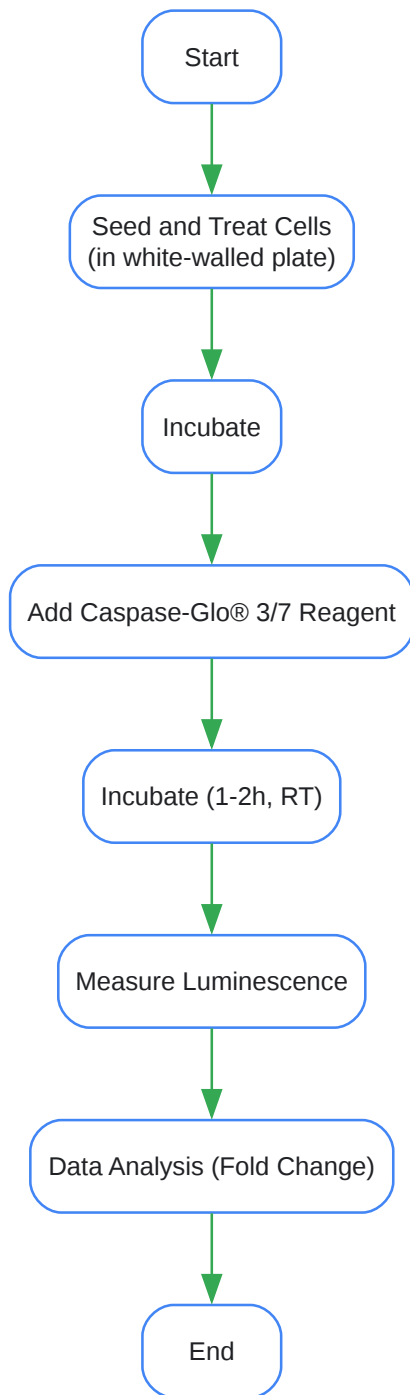 Start
Seed and Treat Cells
(in white-walled plate)
Incubate
Add Caspase-Glo® 3/7 Reagent
Incubate (1-2h, RT)
Measure Luminescence
Data Analysis (Fold Change)
End